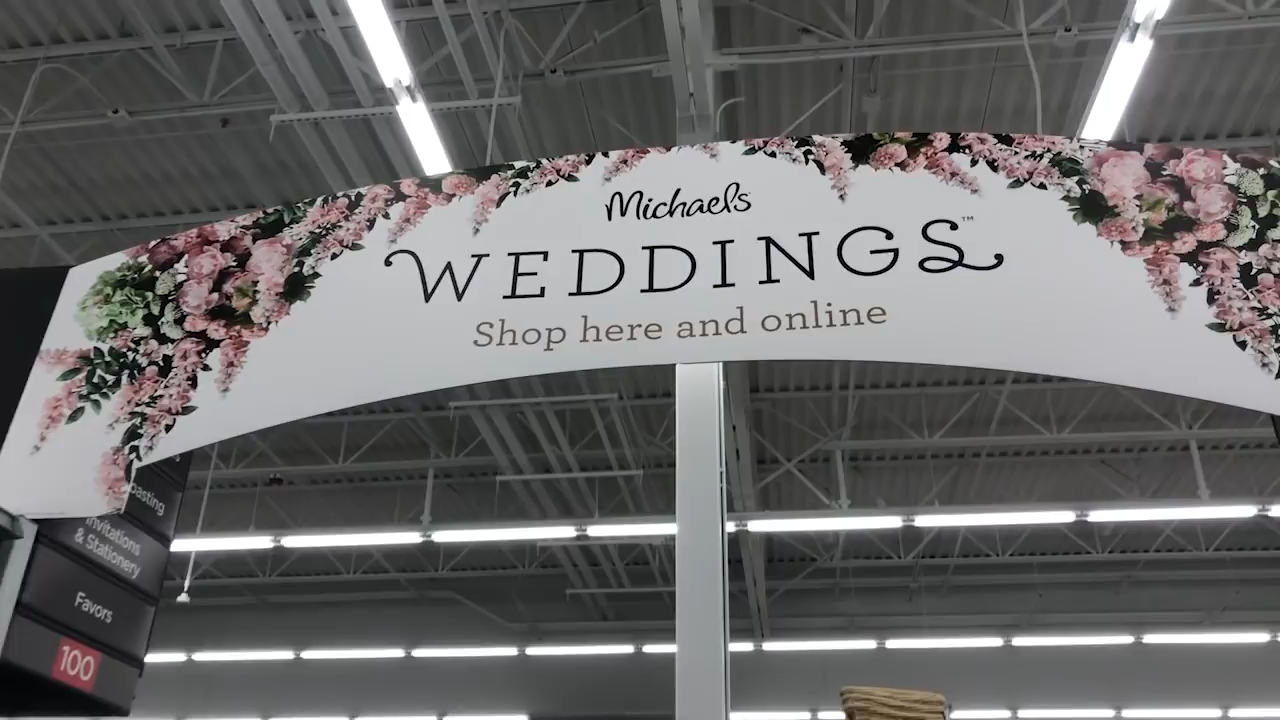 Michaels
WEDDINGS™
Shop here and online
Invitations
& Stationery
Favors
100